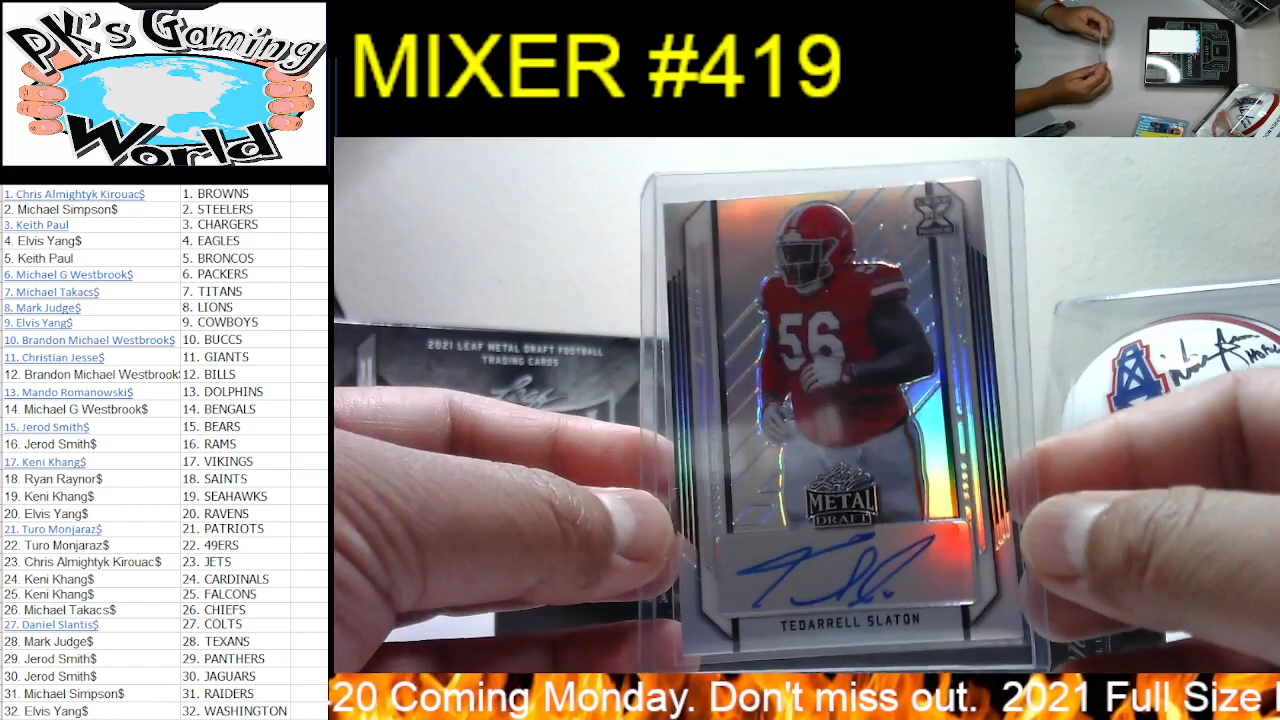 PK's Gaming
World
MIXER #419
1. Chris Almightyk Kirouac$ 1. BROWNS
2. Michael Simpson$ 2. STEELERS
3. Keith Paul 3. CHARGERS
4. Elvis Yang$ 4. EAGLES
5. Keith Paul 5. BRONCOS
6. Michael G Westbrook$ 6. PACKERS
7. Michael Takacs$ 7. TITANS
8. Mark Judge$ 8. LIONS
9. Elvis Yang$ 9. COWBOYS
10. Brandon Michael Westbrook$ 10. BUCCS
11. Christian Jesse$ 11. GIANTS
12. Brandon Michael Westbrook$ 12. BILLS
13. Mando Romanowski$ 13. DOLPHINS
14. Michael G Westbrook$ 14. BENGALS
15. Jerod Smith$ 15. BEARS
16. Jerod Smith$ 16. RAMS
17. Keni Khang$ 17. VIKINGS
18. Ryan Raynor$ 18. SAINTS
19. Keni Khang$ 19. SEAHAWKS
20. Elvis Yang$ 20. RAVENS
21. Turo Monjaraz$ 21. PATRIOTS
22. Turo Monjaraz$ 22. 49ERS
23. Chris Almightyk Kirouac$ 23. JETS
24. Keni Khang$ 24. CARDINALS
25. Keni Khang$ 25. FALCONS
26. Michael Takacs$ 26. CHIEFS
27. Daniel Slantis$ 27. COLTS
28. Mark Judge$ 28. TEXANS
29. Jerod Smith$ 29. PANTHERS
30. Jerod Smith$ 30. JAGUARS
31. Michael Simpson$ 31. RAIDERS
32. Elvis Yang$ 32. WASHINGTON
2021 LEAF METAL DRAFT FOOTBALL
TRADING CARDS
Leaf
56
56
Leaf
METAL
DRAFT
TEDARRELL SLATON
-20 Coming Monday. Don't miss out. 2021 Full Size